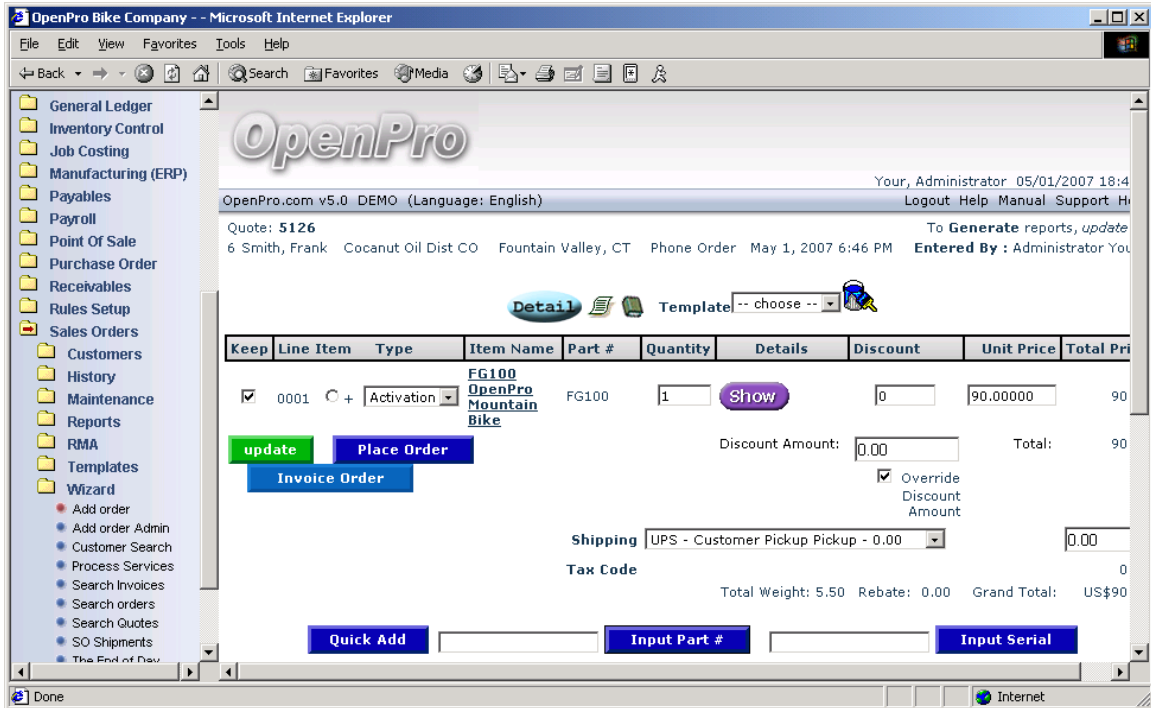 OpenPro Bike Company - - Microsoft Internet Explorer
File Edit View Favorites Tools Help
Back Search Favorites Media
General Ledger
Inventory Control
Job Costing
Manufacturing (ERP)
Payables
Payroll
Point Of Sale
Purchase Order
Receivables
Rules Setup
Sales Orders
Customers
History
Maintenance
Reports
RMA
Templates
Wizard
Add order
Add order Admin
Customer Search
Process Services
Search Invoices
Search orders
Search Quotes
SO Shipments
The End of Day
OpenPro
Your, Administrator 05/01/2007 18:4
OpenPro.com v5.0 DEMO (Language: English) Logout Help Manual Support H
Quote: 5126 To Generate reports, update
6 Smith, Frank Cocanut Oil Dist CO Fountain Valley, CT Phone Order May 1, 2007 6:46 PM Entered By : Administrator You
Detail Template -- choose --
Keep Line Item Type Item Name Part # Quantity Details Discount Unit Price Total Pri
0001 + Activation FG100 OpenPro Mountain Bike FG100 1 Show 0 90.00000 90
update Place Order Discount Amount: 0.00 Total: 90
Invoice Order Override Discount Amount
Shipping UPS - Customer Pickup Pickup - 0.00 0.00
Tax Code 0
Total Weight: 5.50 Rebate: 0.00 Grand Total: US$90
Quick Add Input Part # Input Serial
Done Internet